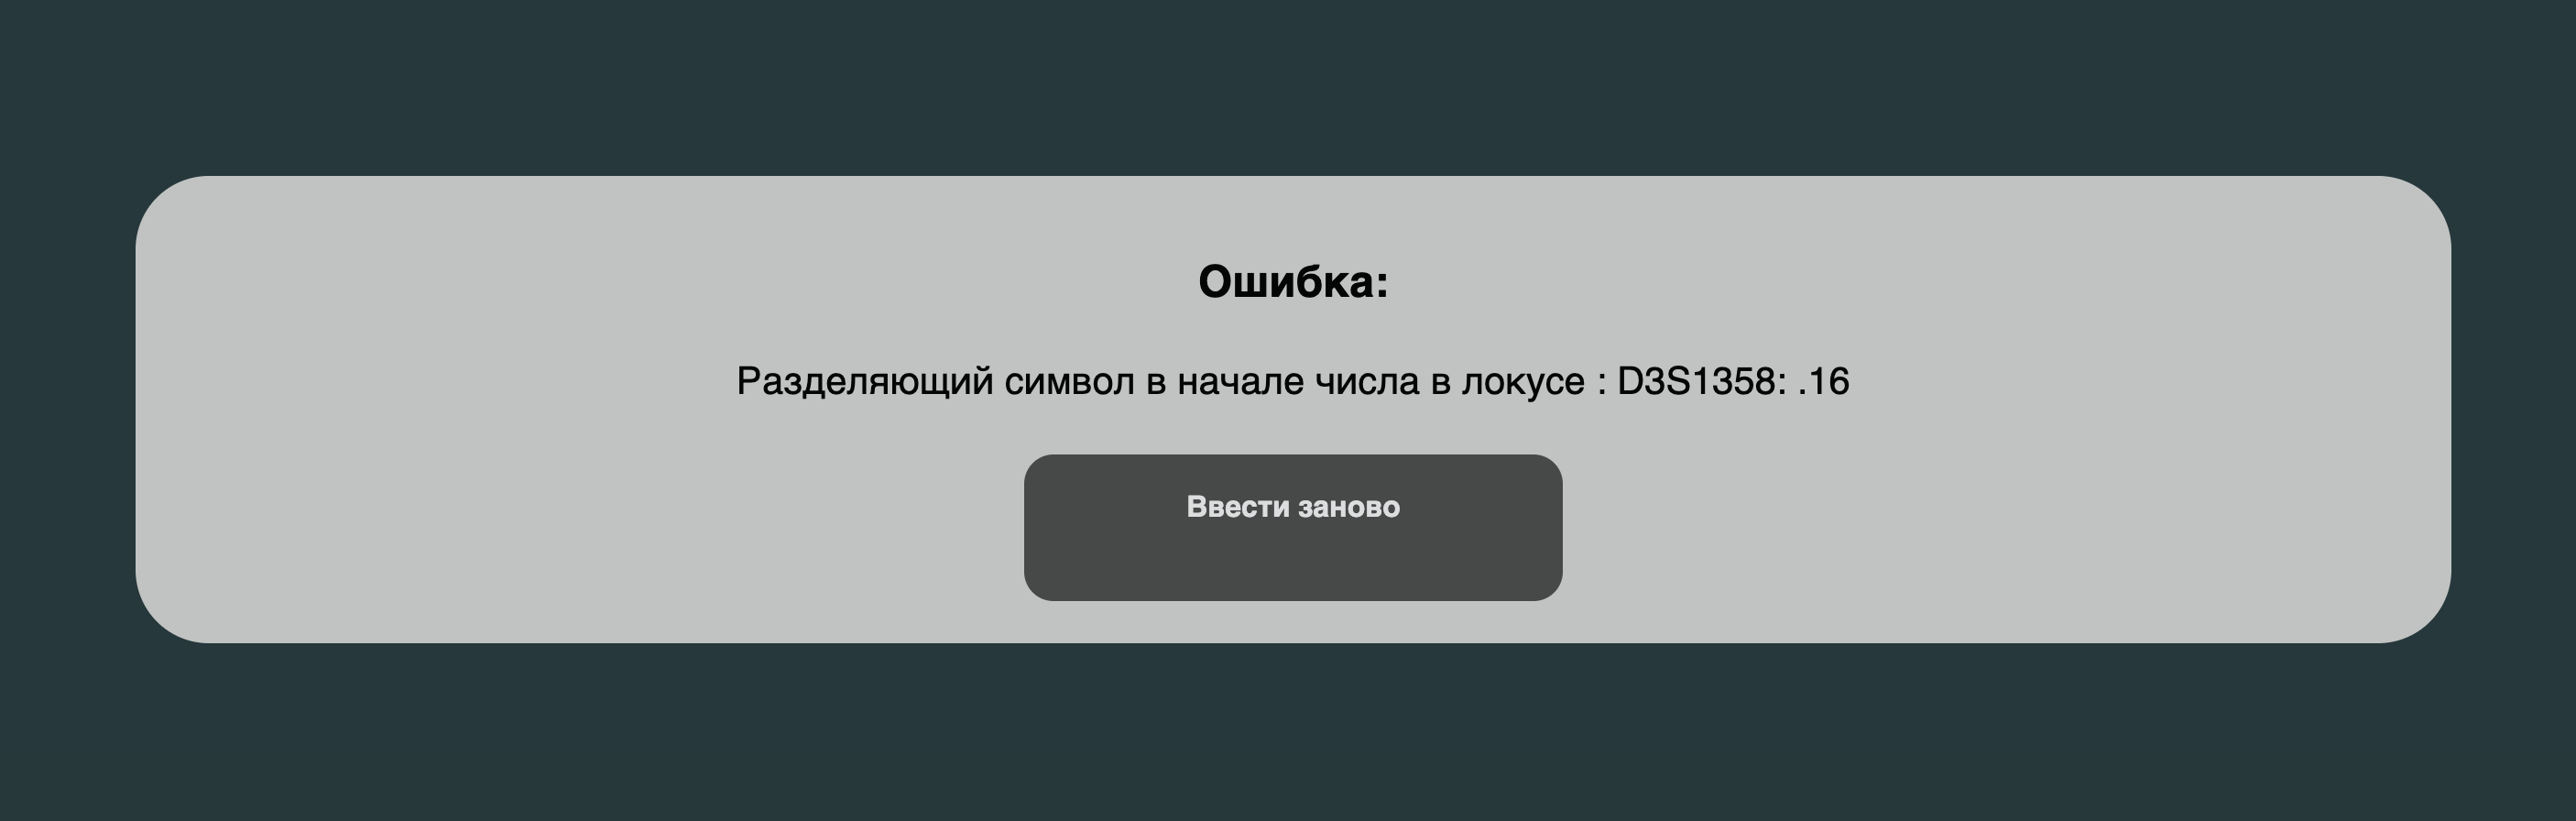 Ошибка:
Разделяющий символ в начале числа в локусе : D3S1358: .16
Ввести заново